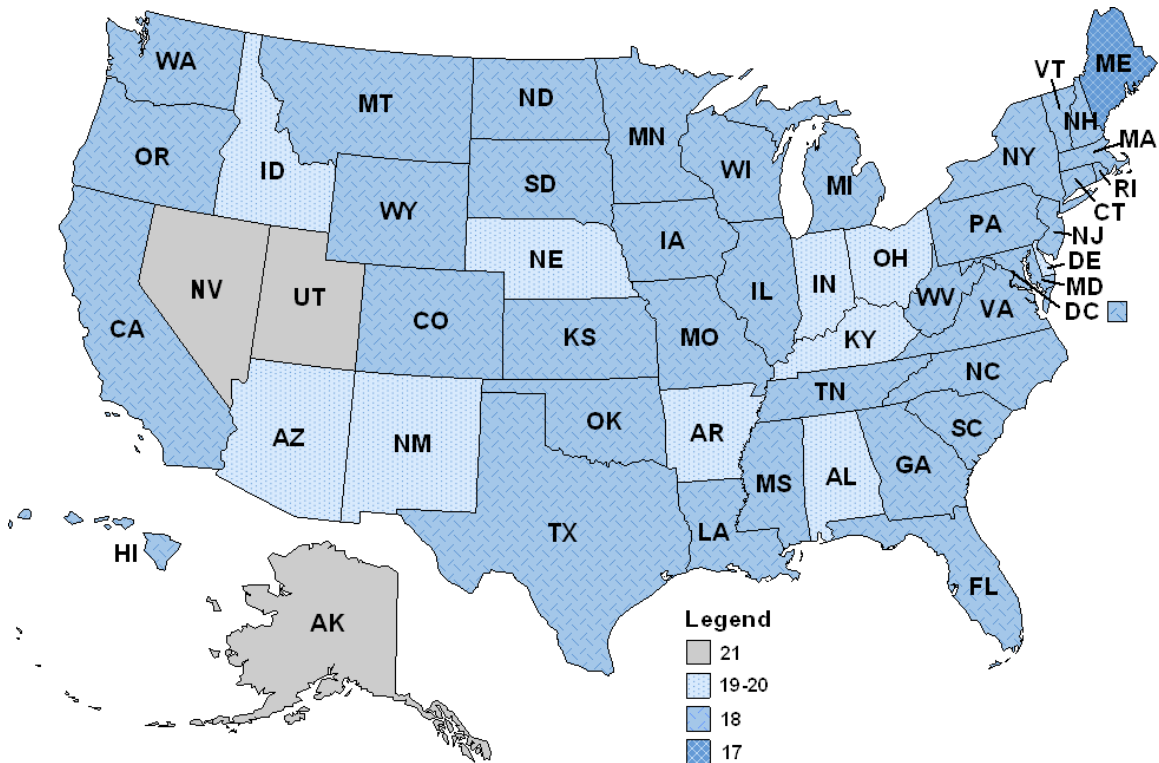 WA
MT
ND
MN
VT
ME
NH
MA
OR
ID
SD
WI
MI
NY
RI
CT
WY
IA
PA
NJ
NE
OH
DE
MD
DC
NV
UT
CO
IL
IN
WV
VA
CA
KS
MO
KY
NC
TN
AZ
NM
OK
AR
SC
MS
AL
GA
TX
LA
HI
FL
AK
Legend
21
19-20
18
17